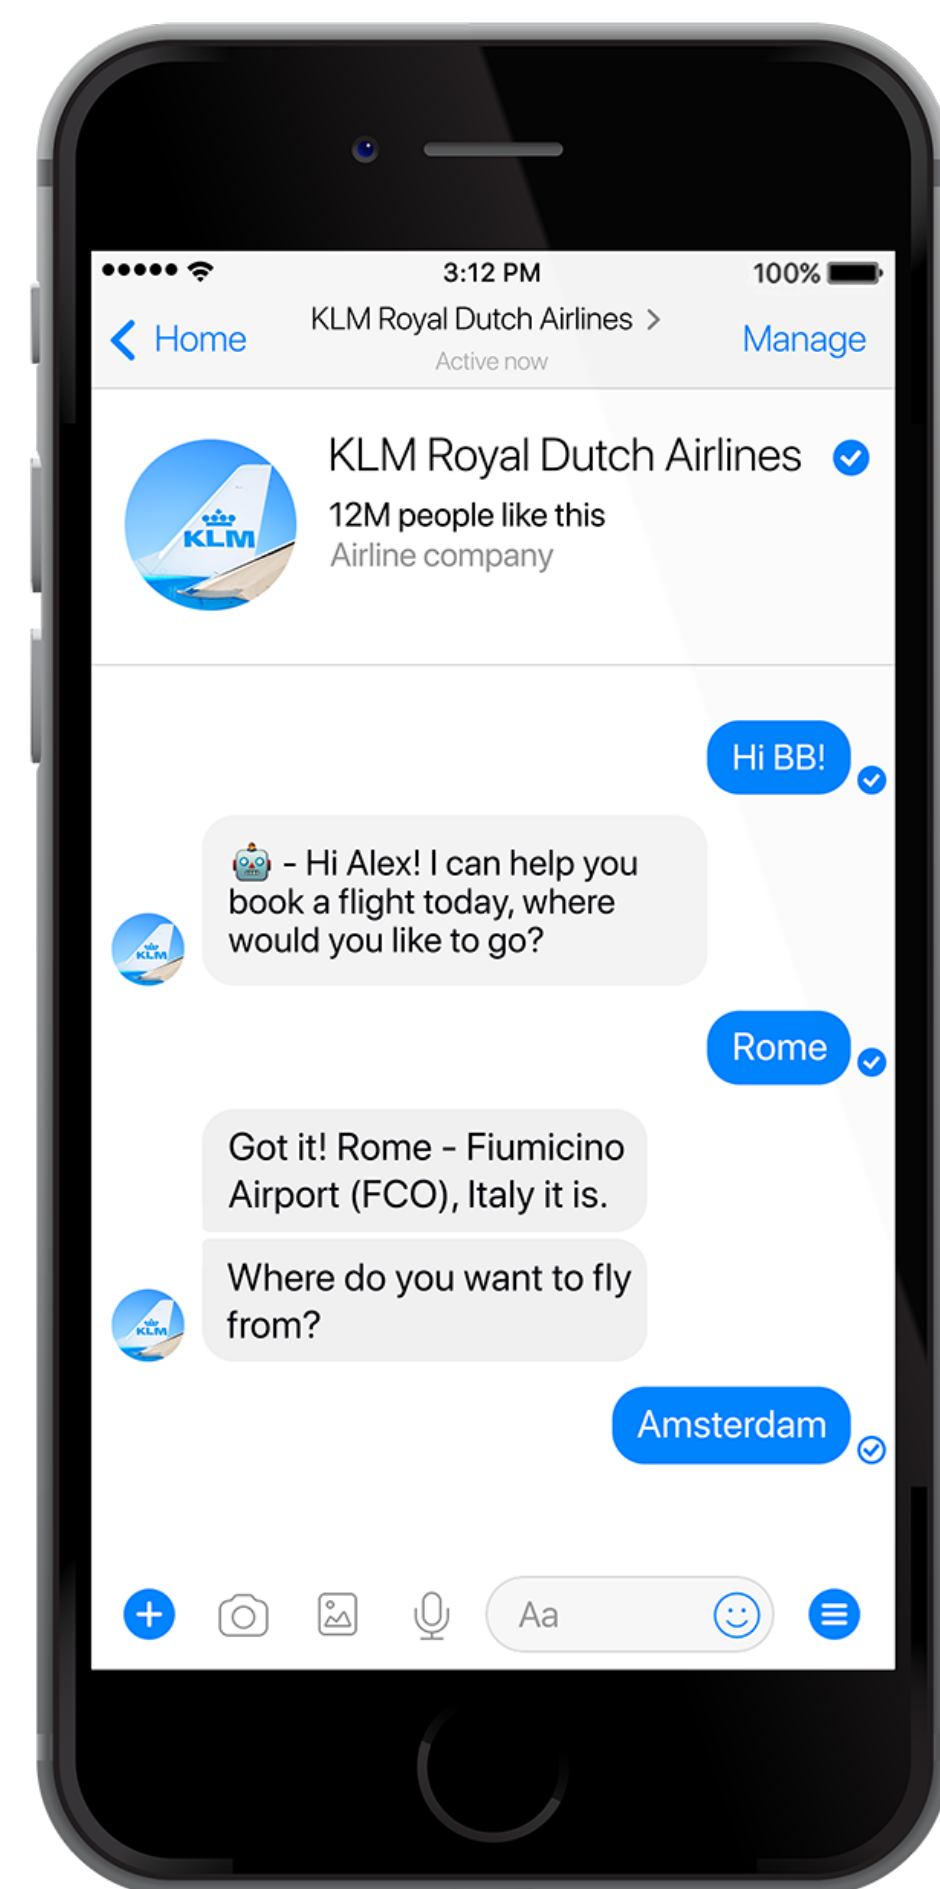 3:12 PM
100%
Home
KLM Royal Dutch Airlines
Manage
Active now
KLM
KLM Royal Dutch Airlines
12M people like this
Airline company
Hi BB!
- Hi Alex! I can help you
book a flight today, where
would you like to go?
KLM
Rome
Got it! Rome - Fiumicino
Airport (FCO), Italy it is.
Where do you want to fly
from?
KLM
Amsterdam
Aa